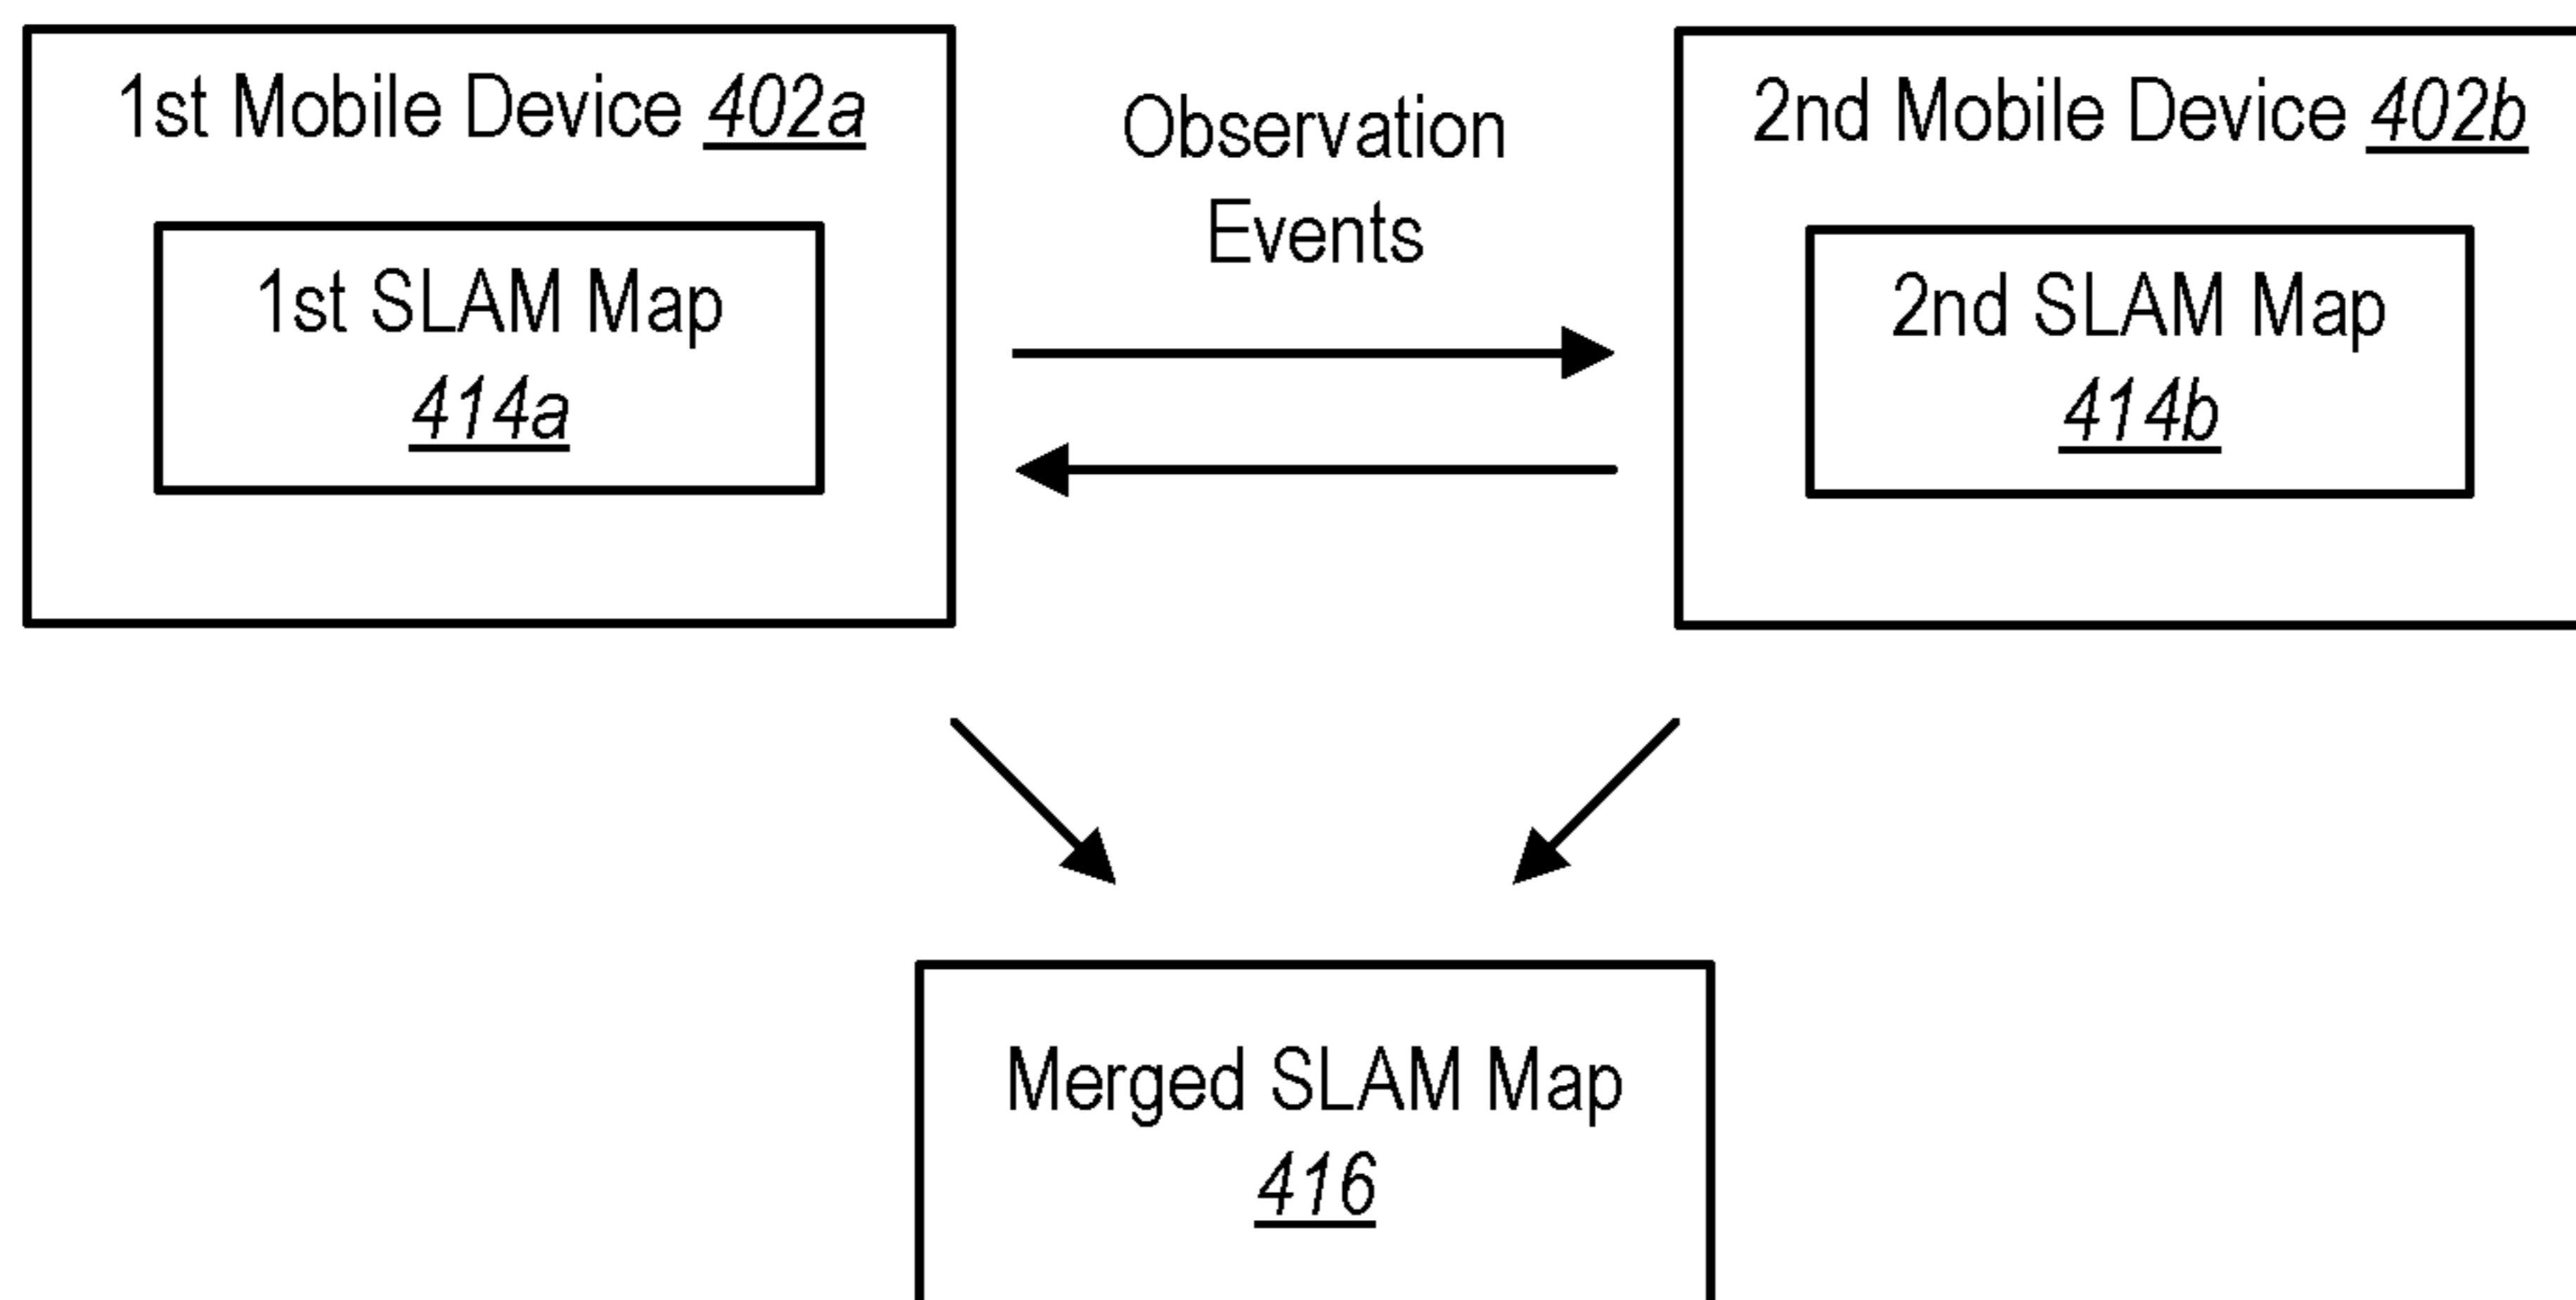 1st Mobile Device 402a
1st SLAM Map
414a
Observation
Events
2nd Mobile Device 402b
2nd SLAM Map
414b
Merged SLAM Map
416